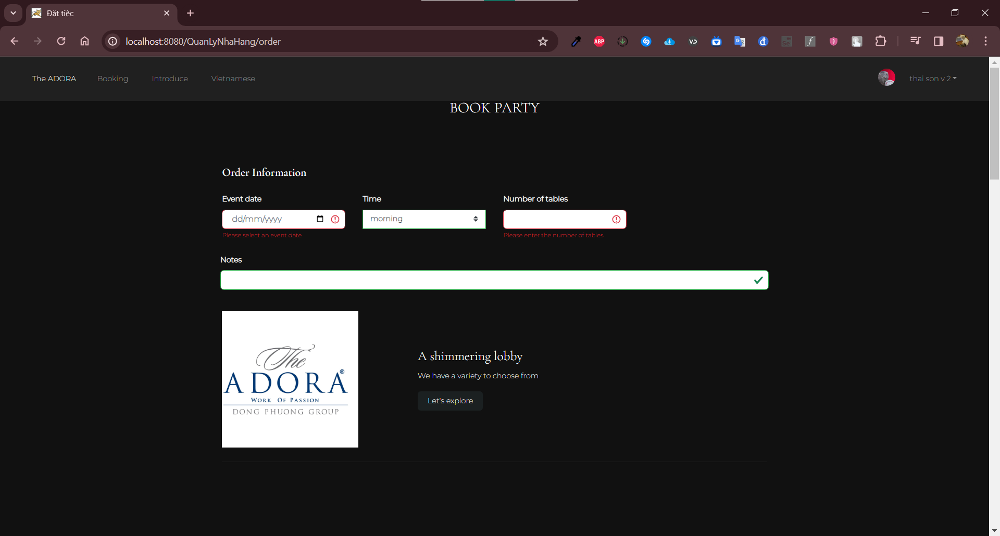 Đặt tiệc
localhost:8080/QuanLyNhaHang/order
ABP
VD
The ADORA
Booking
Introduce
Vietnamese
thai son v 2
BOOK PARTY
Order Information
Event date
Time
Number of tables
dd/mm/yyyy
morning
Please select an event date
Please enter the number of tables
Notes
The
ADORA®
WORK OF PASSION
DONG PHUONG GROUP
A shimmering lobby
We have a variety to choose from
Let's explore